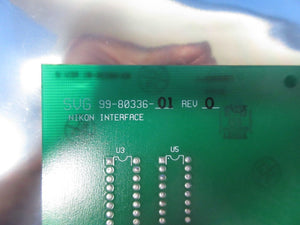 SVG 99-80336-01 REV 0
NIKON INTERFACE
U3 U5